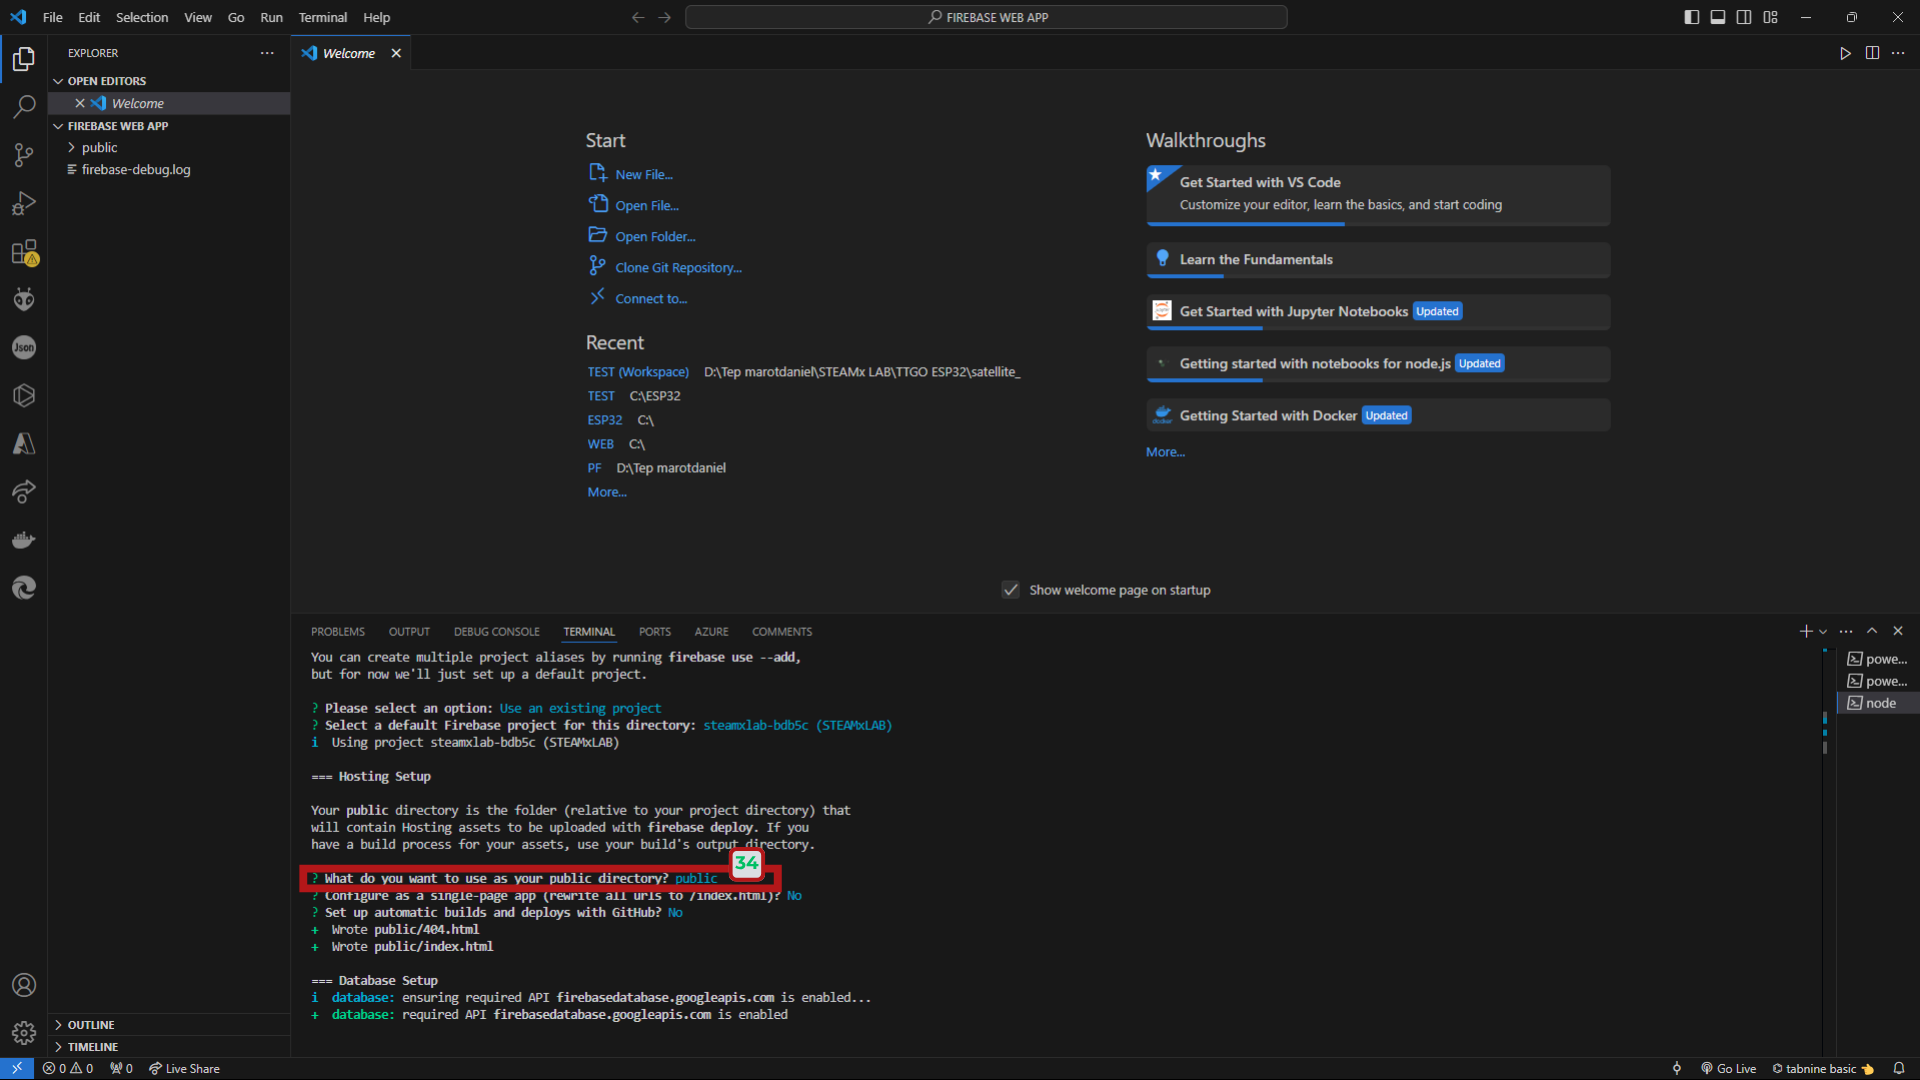 File Edit Selection View Go Run Terminal Help
FIREBASE WEB APP
EXPLORER
OPEN EDITORS
Welcome
FIREBASE WEB APP
public
firebase-debug.log
Json
OUTLINE
TIMELINE
Welcome
Start
New File...
Open File...
Open Folder...
Clone Git Repository...
Connect to...
Recent
TEST (Workspace) D:\Tep marotdaniel\STEAMx LAB\TTGO ESP32\satellite_
TEST C:\ESP32
ESP32 C:\
WEB C:\
PF D:\Tep marotdaniel
More...
Walkthroughs
Get Started with VS Code
Customize your editor, learn the basics, and start coding
Learn the Fundamentals
Get Started with Jupyter Notebooks Updated
Getting started with notebooks for node.js Updated
Getting Started with Docker Updated
More...
Show welcome page on startup
PROBLEMS OUTPUT DEBUG CONSOLE TERMINAL PORTS AZURE COMMENTS
You can create multiple project aliases by running firebase use --add,
but for now we'll just set up a default project.
? Please select an option: Use an existing project
? Select a default Firebase project for this directory: steamxlab-bdb5c (STEAMxLAB)
i Using project steamxlab-bdb5c (STEAMxLAB)
=== Hosting Setup
Your public directory is the folder (relative to your project directory) that
will contain Hosting assets to be uploaded with firebase deploy. If you
have a build process for your assets, use your build's output directory.
34
? What do you want to use as your public directory? public
? Configure as a single-page app (rewrite all urls to /index.html)? No
? Set up automatic builds and deploys with GitHub? No
+ Wrote public/404.html
+ Wrote public/index.html
=== Database Setup
i database: ensuring required API firebasedatabase.googleapis.com is enabled...
+ database: required API firebasedatabase.googleapis.com is enabled
powe...
powe...
node
0 0 0 Live Share
Go Live tabnine basic